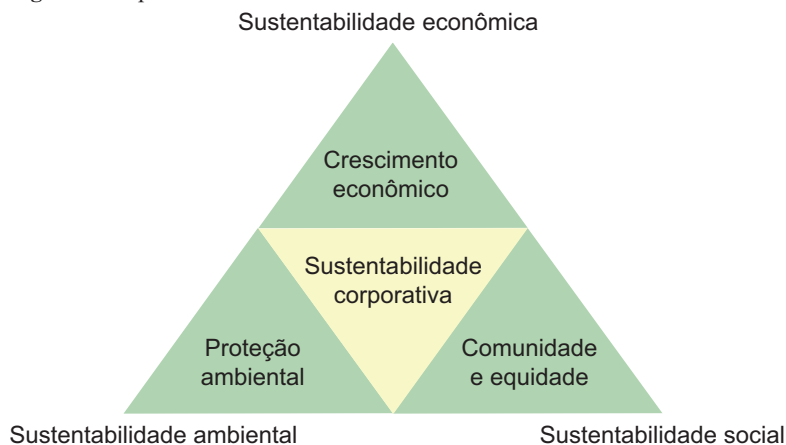 Sustentabilidade econômica
Crescimento
econômico
Sustentabilidade
corporativa
Proteção
ambiental
Comunidade
e equidade
Sustentabilidade ambiental
Sustentabilidade social